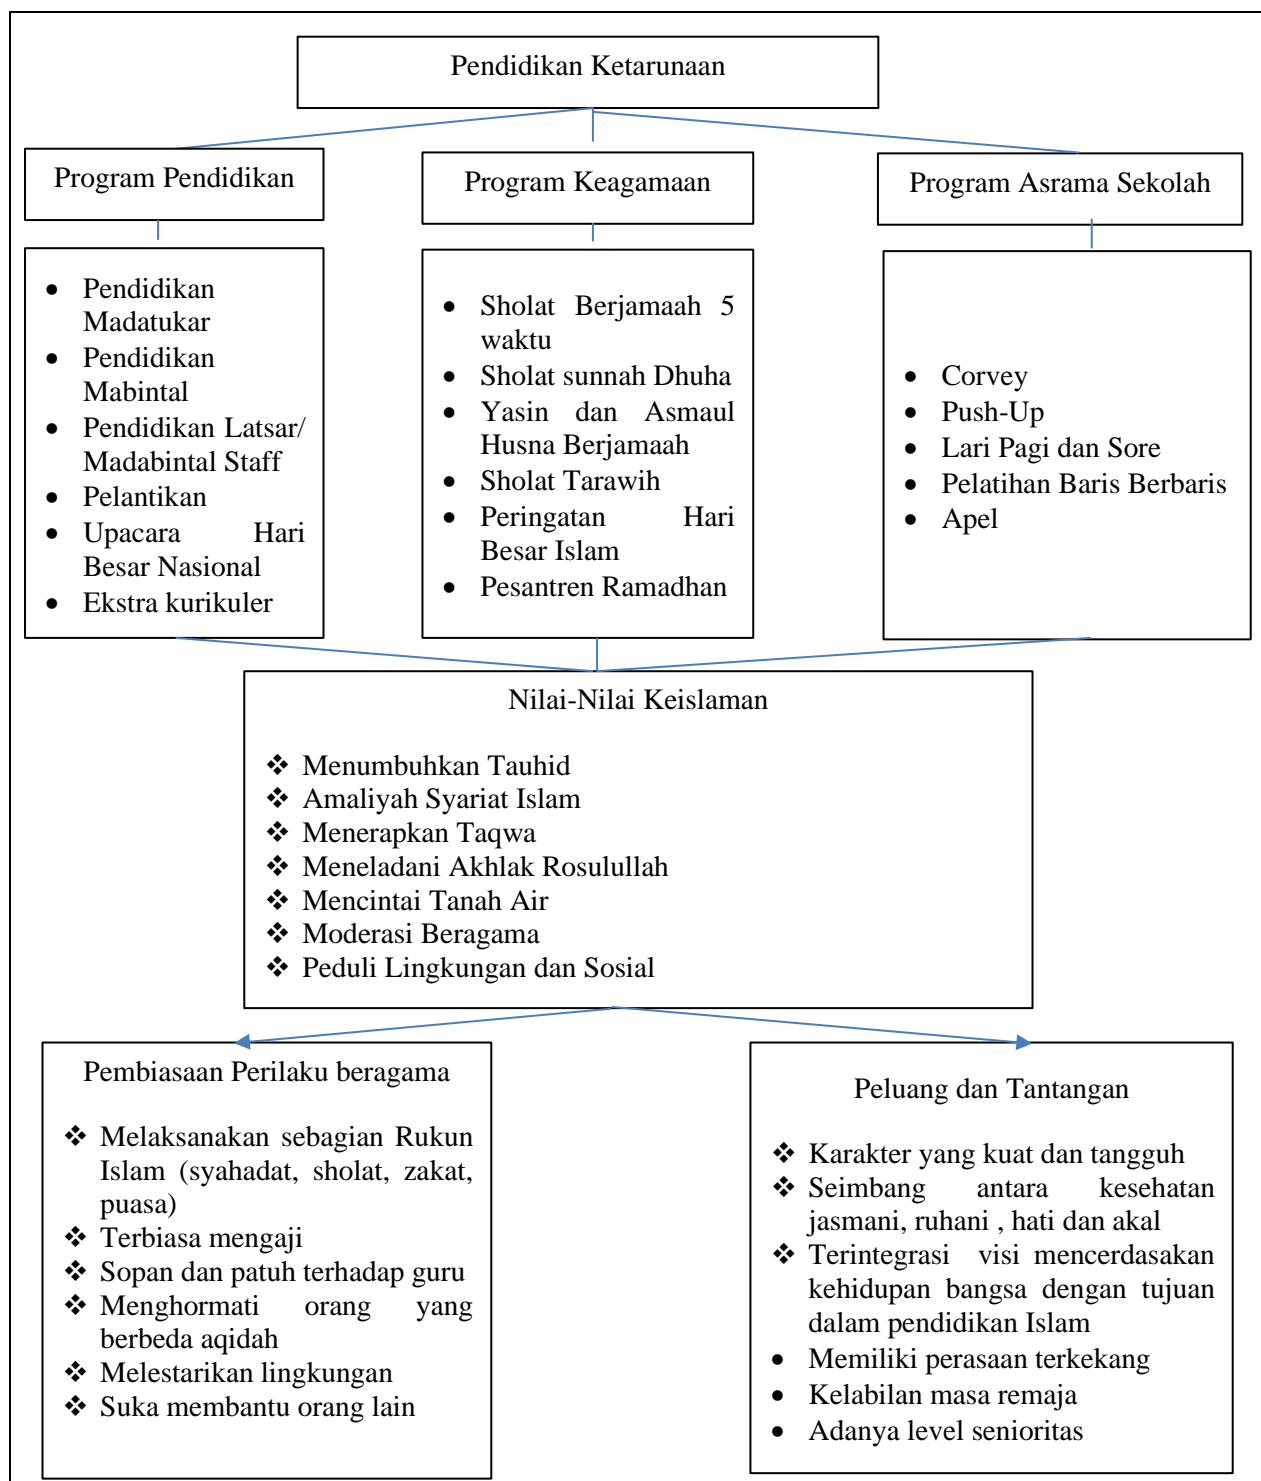 Pendidikan Ketarunaan
Program Pendidikan
Program Keagamaan
Program Asrama Sekolah
• Pendidikan
Madatukar
• Pendidikan
Mabintal
• Pendidikan Latsar/
Madabintal Staff
• Pelantikan
• Upacara Hari
Besar Nasional
• Ekstra kurikuler
• Sholat Berjamaah 5
waktu
• Sholat sunnah Dhuha
• Yasin dan Asmaul
Husna Berjamaah
• Sholat Tarawih
• Peringatan Hari
Besar Islam
• Pesantren Ramadhan
• Corvey
• Push-Up
• Lari Pagi dan Sore
• Pelatihan Baris Berbaris
• Apel
Nilai-Nilai Keislaman
❖ Menumbuhkan Tauhid
❖ Amaliyah Syariat Islam
❖ Menerapkan Taqwa
❖ Meneladani Akhlak Rosulullah
❖ Mencintai Tanah Air
❖ Moderasi Beragama
❖ Peduli Lingkungan dan Sosial
Pembiasaan Perilaku beragama
❖ Melaksanakan sebagian Rukun
Islam (syahadat, sholat, zakat,
puasa)
❖ Terbiasa mengaji
❖ Sopan dan patuh terhadap guru
❖ Menghormati orang yang
berbeda aqidah
❖ Melestarikan lingkungan
❖ Suka membantu orang lain
Peluang dan Tantangan
❖ Karakter yang kuat dan tangguh
❖ Seimbang antara kesehatan
jasmani, ruhani , hati dan akal
❖ Terintegrasi visi mencerdasakan
kehidupan bangsa dengan tujuan
dalam pendidikan Islam
• Memiliki perasaan terkekang
• Kelabilan masa remaja
• Adanya level senioritas